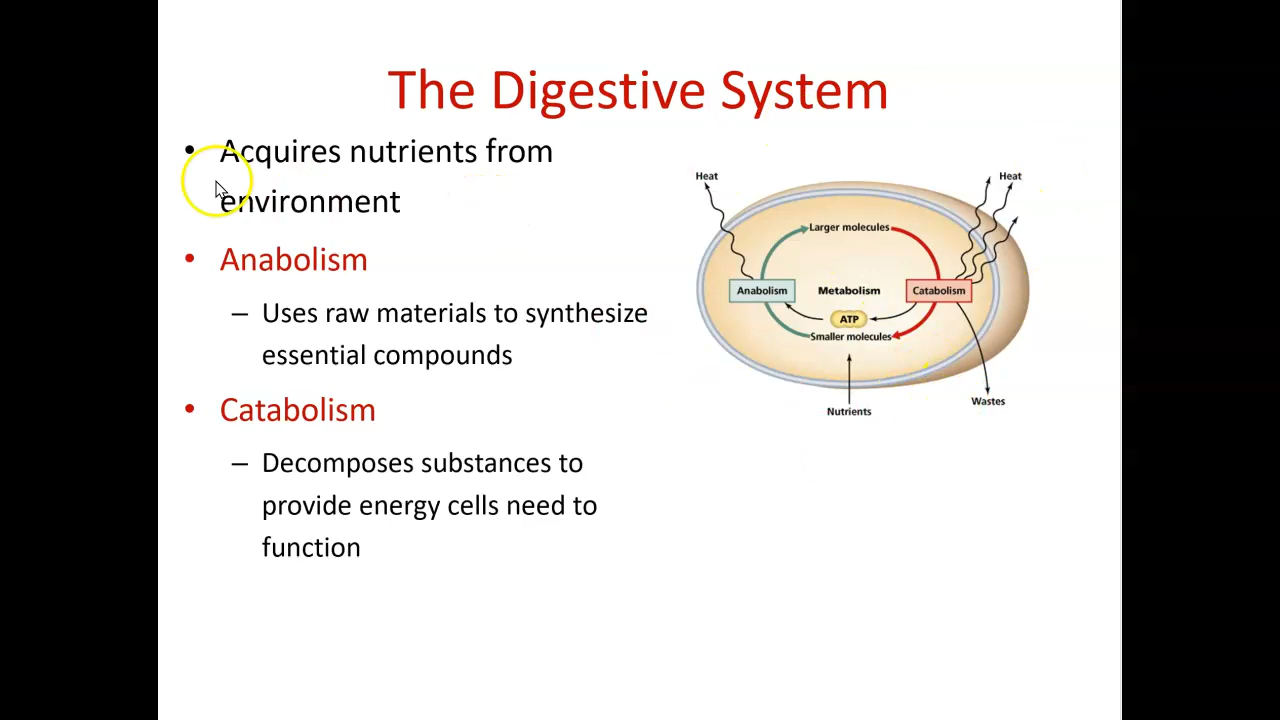 The Digestive System
• Acquires nutrients from
environment
• Anabolism
– Uses raw materials to synthesize
essential compounds
• Catabolism
– Decomposes substances to
provide energy cells need to
function
Heat
Heat
Larger molecules
Anabolism
Metabolism
Catabolism
ATP
Smaller molecules
Nutrients
Wastes